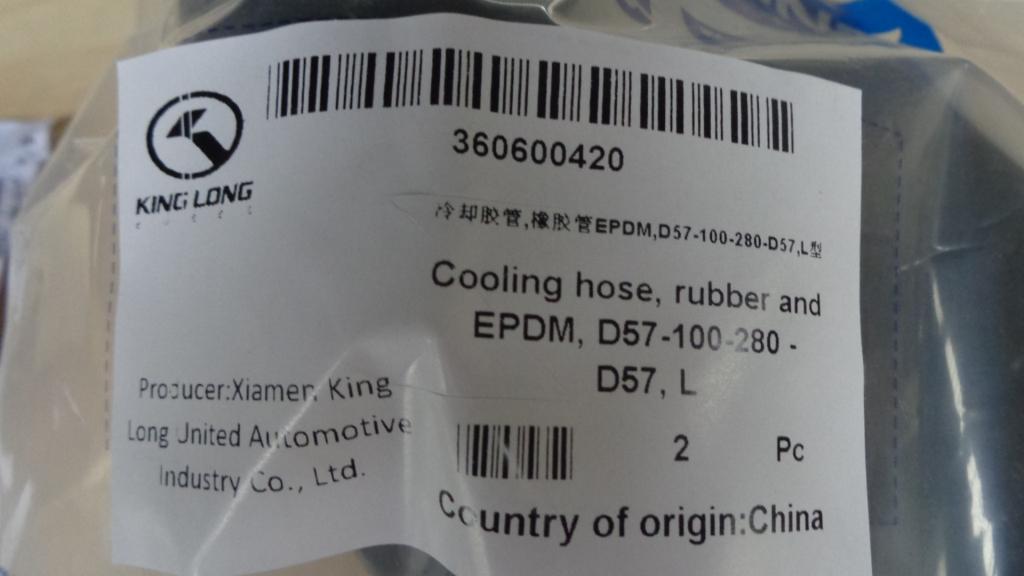 KING LONG
360600420
冷却胶管,橡胶管EPDM,D57-100-280-D57,L型
Cooling hose, rubber and
EPDM, D57-100-280 -
D57, L
Producer:Xiamen King
Long United Automotive
Industry Co., Ltd.
2 Pc
Country of origin:China